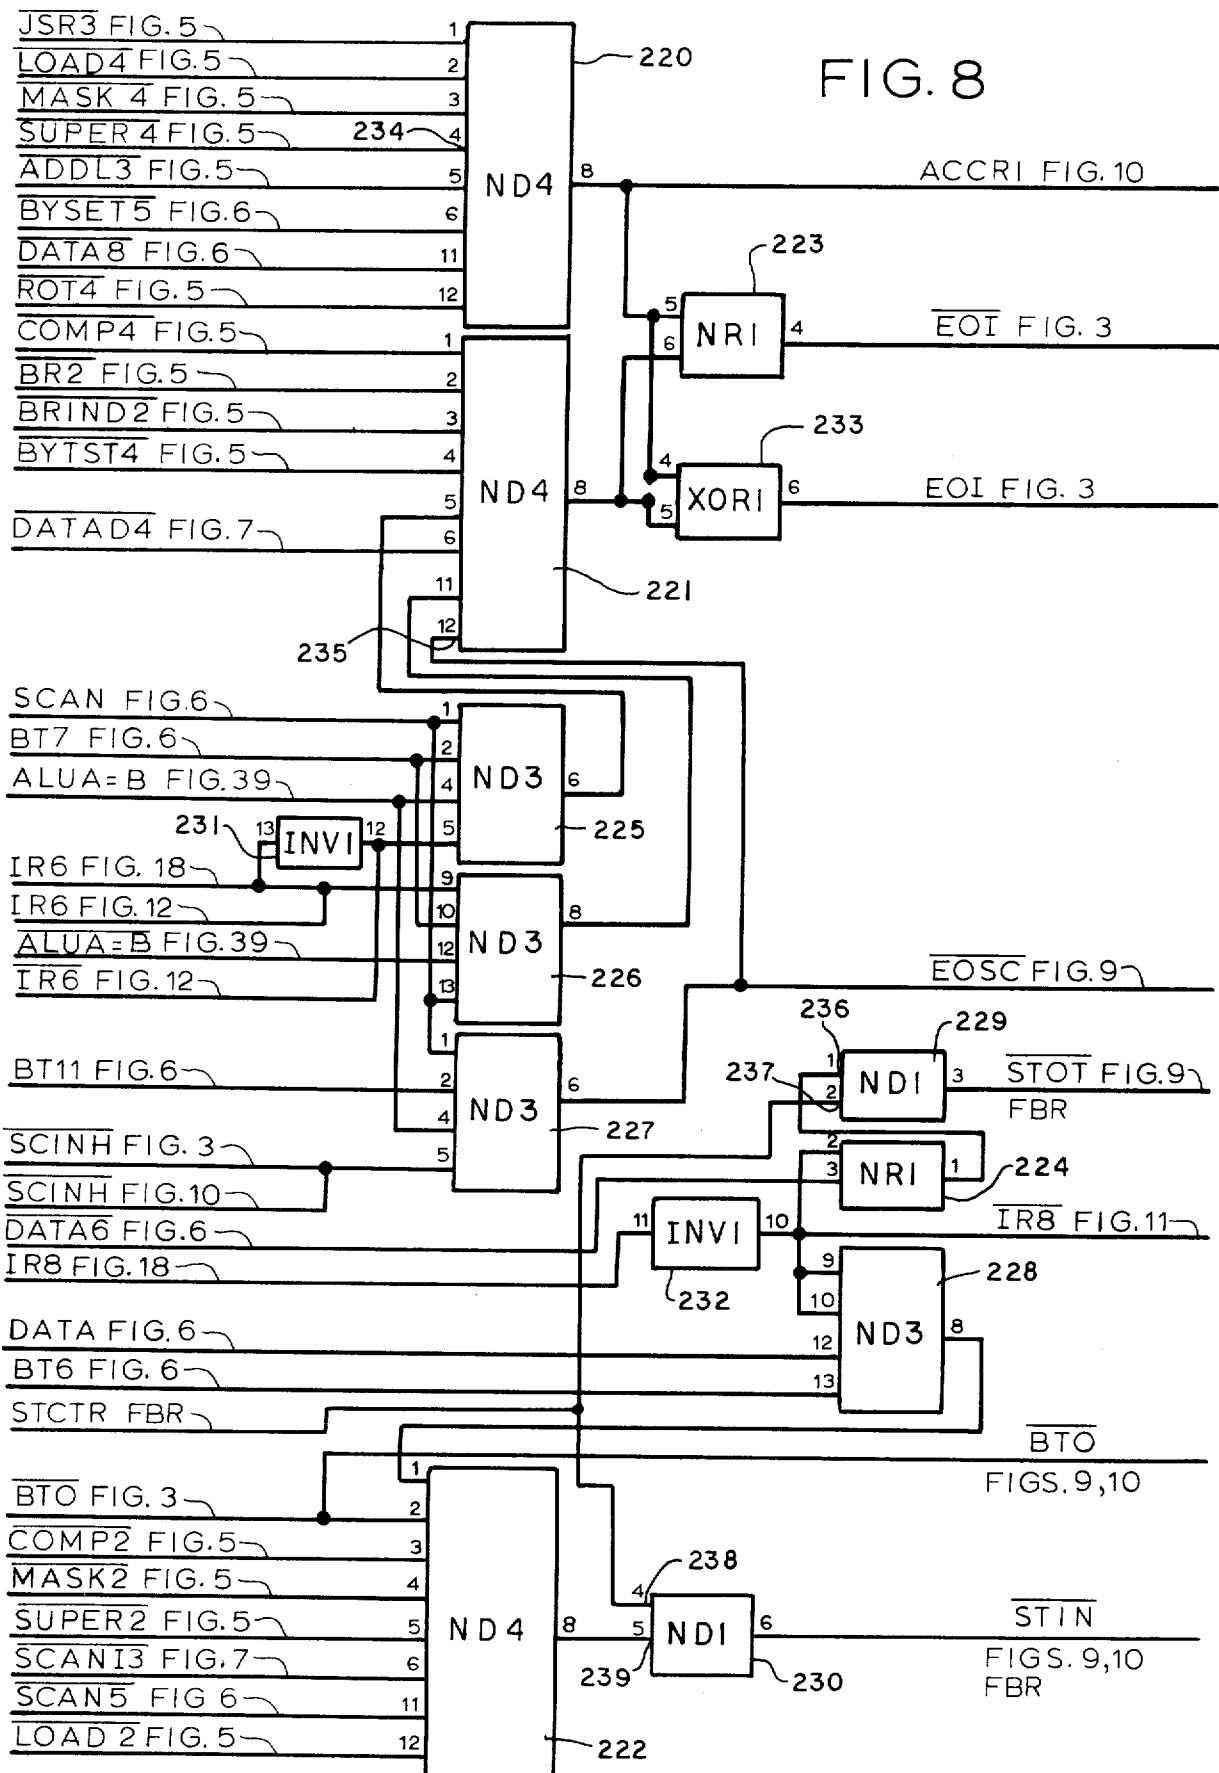 FIG. 8
JSR3 FIG. 5
LOAD4 FIG. 5
MASK 4 FIG. 5
SUPER 4 FIG. 5
ADDL3 FIG. 5
BYSET5 FIG. 6
DATA8 FIG. 6
ROT4 FIG. 5
1
2
3
4
5
6
11
12
234
ND4
220
8
ACCR1 FIG. 10
COMP4 FIG. 5
BR2 FIG. 5
BRIND2 FIG. 5
BYTST4 FIG. 5
DATAD4 FIG. 7
1
2
3
4
5
6
11
12
235
ND4
221
8
223
5
6
NR1
4
EOI FIG. 3
233
4
5
XOR1
6
EOI FIG. 3
SCAN FIG. 6
BT7 FIG. 6
ALUA=B FIG. 39
1
2
4
5
ND3
6
225
231
13
INV1
12
IR6 FIG. 18
IR6 FIG. 12
ALUA=B FIG. 39
IR6 FIG. 12
9
10
12
13
ND3
8
226
EOSC FIG. 9
BT11 FIG. 6
SCINH FIG. 3
SCINH FIG. 10
1
2
4
5
ND3
6
227
236
237
1
2
ND1
229
3
STOT FIG. 9
FBR
2
3
NR1
1
224
DATA6 FIG. 6
IR8 FIG. 18
11
INV1
10
232
IR8 FIG. 11
DATA FIG. 6
BT6 FIG. 6
STCTR FBR
9
10
12
13
ND3
8
228
BTO
FIGS. 9,10
BTO FIG. 3
COMP2 FIG. 5
MASK2 FIG. 5
SUPER2 FIG. 5
SCANI3 FIG. 7
SCAN5 FIG 6
LOAD 2 FIG. 5
1
2
3
4
5
6
11
12
ND4
8
222
238
4
5
239
ND1
6
230
STIN
FIGS. 9,10
FBR